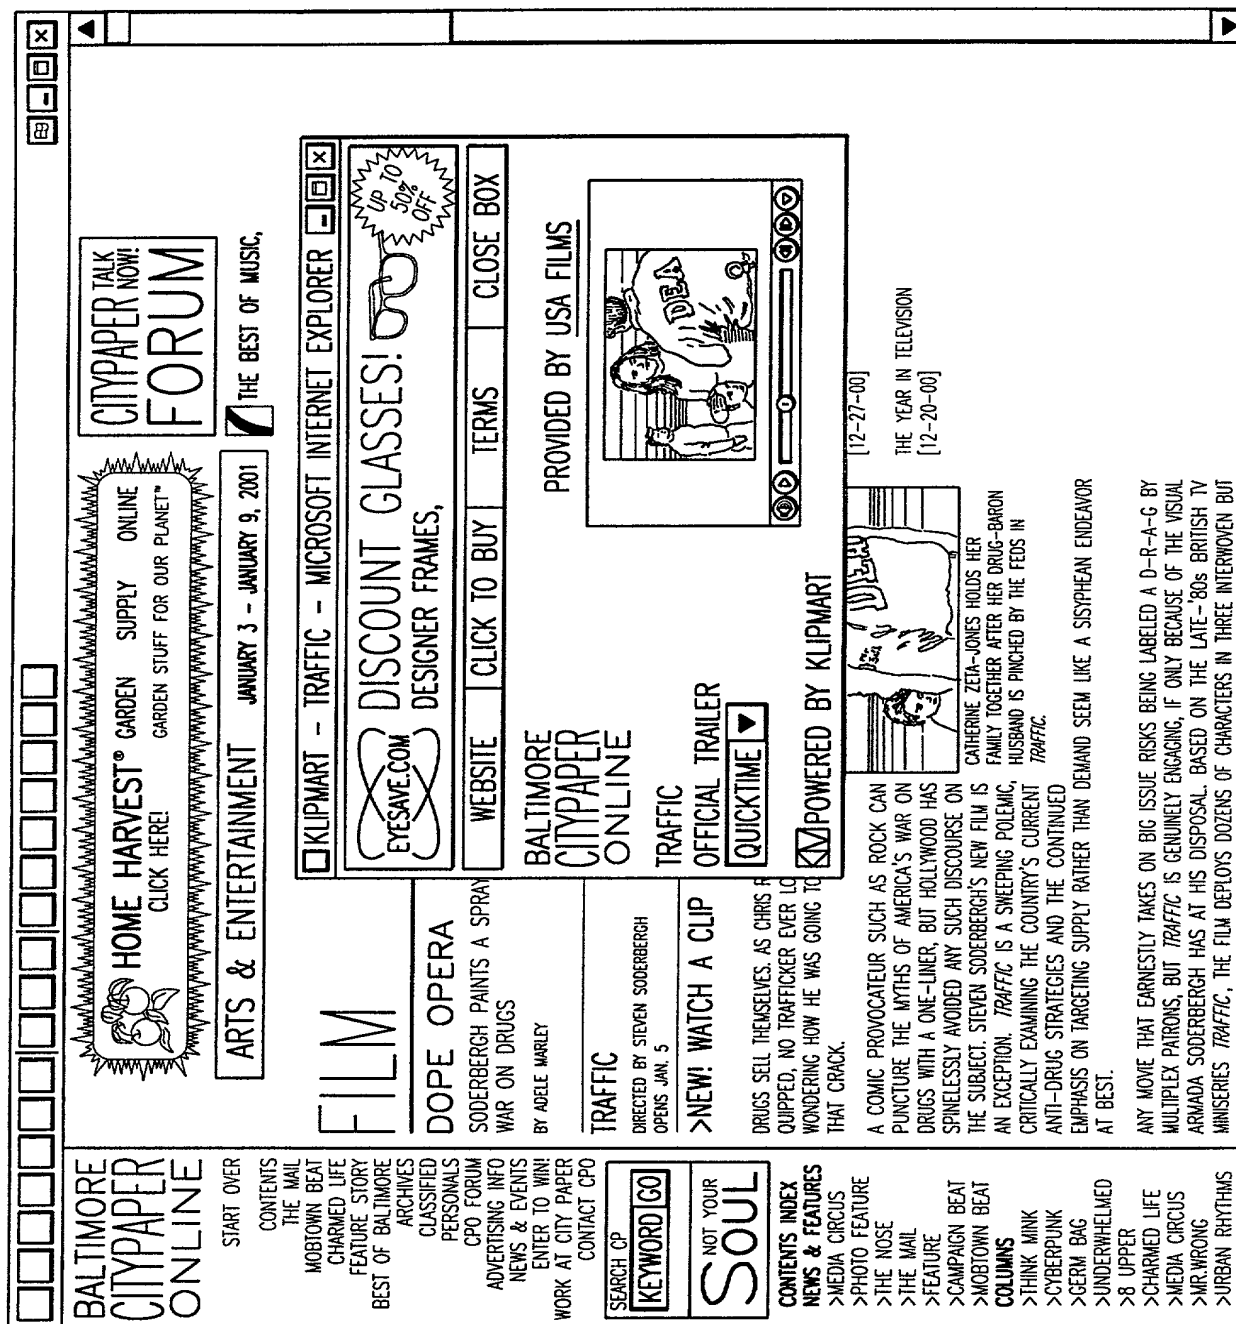 BALTIMORE
CITYPAPER
ONLINE
START OVER
CONTENTS
THE MAIL
MOBTOWN BEAT
CHARMED LIFE
FEATURE STORY
BEST OF BALTIMORE
ARCHIVES
CLASSIFIED
PERSONALS
CPO FORUM
ADVERTISING INFO
NEWS & EVENTS
ENTER TO WIN!
WORK AT CITY PAPER
CONTACT CPO
SEARCH CP
KEYWORD GO
NOT YOUR
SOUL
CONTENTS INDEX
NEWS & FEATURES
>MEDIA CIRCUS
>PHOTO FEATURE
>THE NOSE
>THE MAIL
>FEATURE
>CAMPAIGN BEAT
>MOBTOWN BEAT
COLUMNS
>THINK MINK
>CYBERPUNK
>GERM BAG
>UNDERWHELMED
>8 UPPER
>CHARMED LIFE
>MEDIA CIRCUS
>MR.WRONG
>URBAN RHYTHMS
HOME HARVEST® GARDEN SUPPLY ONLINE
CLICK HERE! GARDEN STUFF FOR OUR PLANET™
CITYPAPER TALK NOW!
FORUM
ARTS & ENTERTAINMENT JANUARY 3 - JANUARY 9, 2001
THE BEST OF MUSIC,
FILM
DOPE OPERA
SODERBERGH PAINTS A SPRAY
WAR ON DRUGS
BY ADELE MARLEY
TRAFFIC
DIRECTED BY STEVEN SODERBERGH
OPENS JAN. 5
>NEW! WATCH A CLIP
DRUGS SELL THEMSELVES. AS CHRIS R
QUIPPED, NO TRAFFICKER EVER LO
WONDERING HOW HE WAS GOING TO
THAT CRACK.
A COMIC PROVOCATEUR SUCH AS ROCK CAN
PUNCTURE THE MYTHS OF AMERICA'S WAR ON
DRUGS WITH A ONE-LINER, BUT HOLLYWOOD HAS
SPINELESSLY AVOIDED ANY SUCH DISCOURSE ON
THE SUBJECT. STEVEN SODERBERGH'S NEW FILM IS
AN EXCEPTION. TRAFFIC IS A SWEEPING POLEMIC,
CRITICALLY EXAMINING THE COUNTRY'S CURRENT
ANTI-DRUG STRATEGIES AND THE CONTINUED
EMPHASIS ON TARGETING SUPPLY RATHER THAN DEMAND SEEM LIKE A SISYPHEAN ENDEAVOR
AT BEST.
ANY MOVIE THAT EARNESTLY TAKES ON BIG ISSUE RISKS BEING LABELED A D-R-A-G BY
MULTIPLEX PATRONS, BUT TRAFFIC IS GENUINELY ENGAGING, IF ONLY BECAUSE OF THE VISUAL
ARMADA SODERBERGH HAS AT HIS DISPOSAL. BASED ON THE LATE-'80s BRITISH TV
MINISERIES TRAFFIC, THE FILM DEPLOYS DOZENS OF CHARACTERS IN THREE INTERWOVEN BUT
CATHERINE ZETA-JONES HOLDS HER
FAMILY TOGETHER AFTER HER DRUG-BARON
HUSBAND IS PINCHED BY THE FEDS IN
TRAFFIC.
[12-27-00]
THE YEAR IN TELEVISION
[12-20-00]
KLIPMART - TRAFFIC - MICROSOFT INTERNET EXPLORER
EYESAVE.COM
DISCOUNT GLASSES!
DESIGNER FRAMES,
UP TO
50%
OFF
WEBSITE CLICK TO BUY TERMS CLOSE BOX
BALTIMORE
CITYPAPER
ONLINE
PROVIDED BY USA FILMS
TRAFFIC
OFFICIAL TRAILER
QUICKTIME
DEA
KM POWERED BY KLIPMART